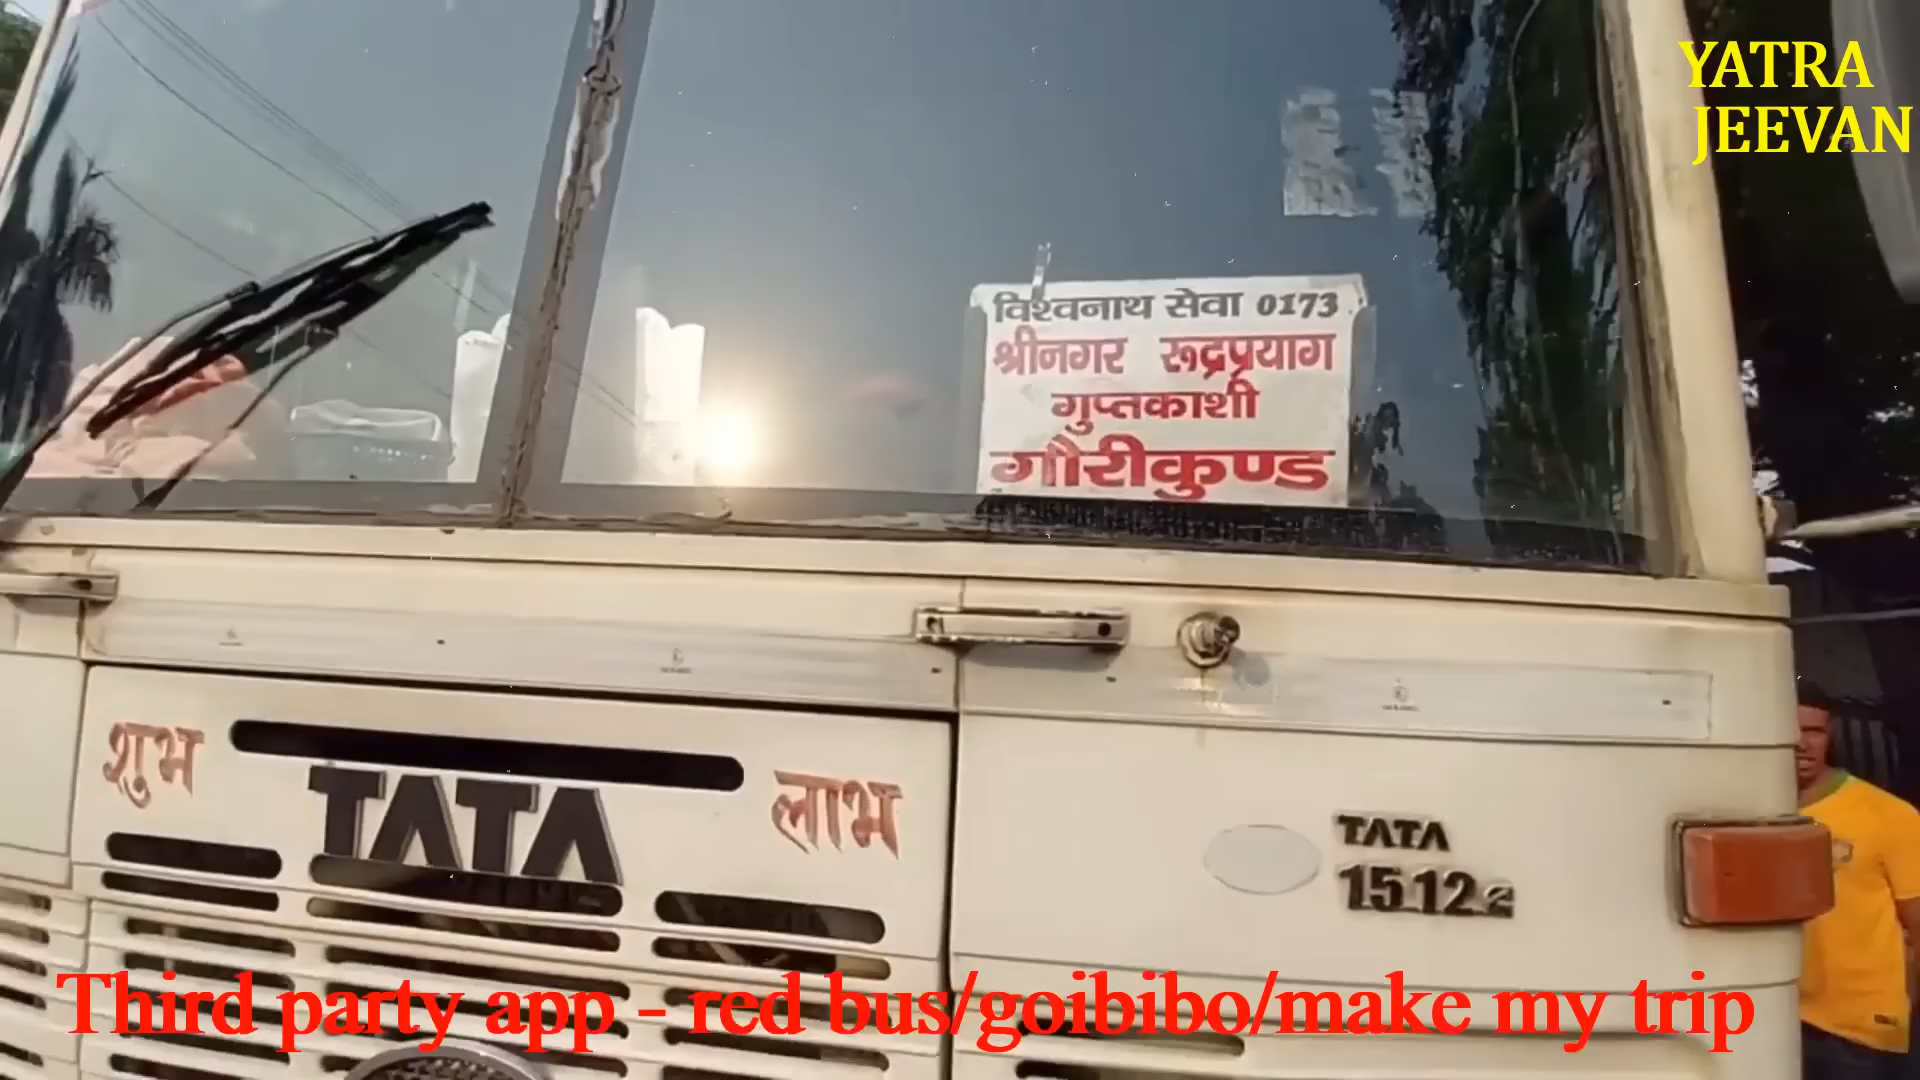 YATRA
JEEVAN
विश्वनाथ सेवा 0173
श्रीनगर रूद्रप्रयाग
गुप्तकाशी
गौरीकुण्ड
शुभ
TATA
लाभ
TATA
1512c
Third party app - red bus/goibibo/make my trip